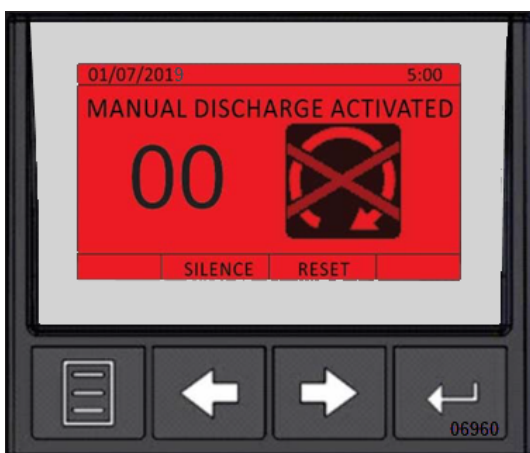 01/07/2019 5:00
MANUAL DISCHARGE ACTIVATED
00
SILENCE RESET
06960